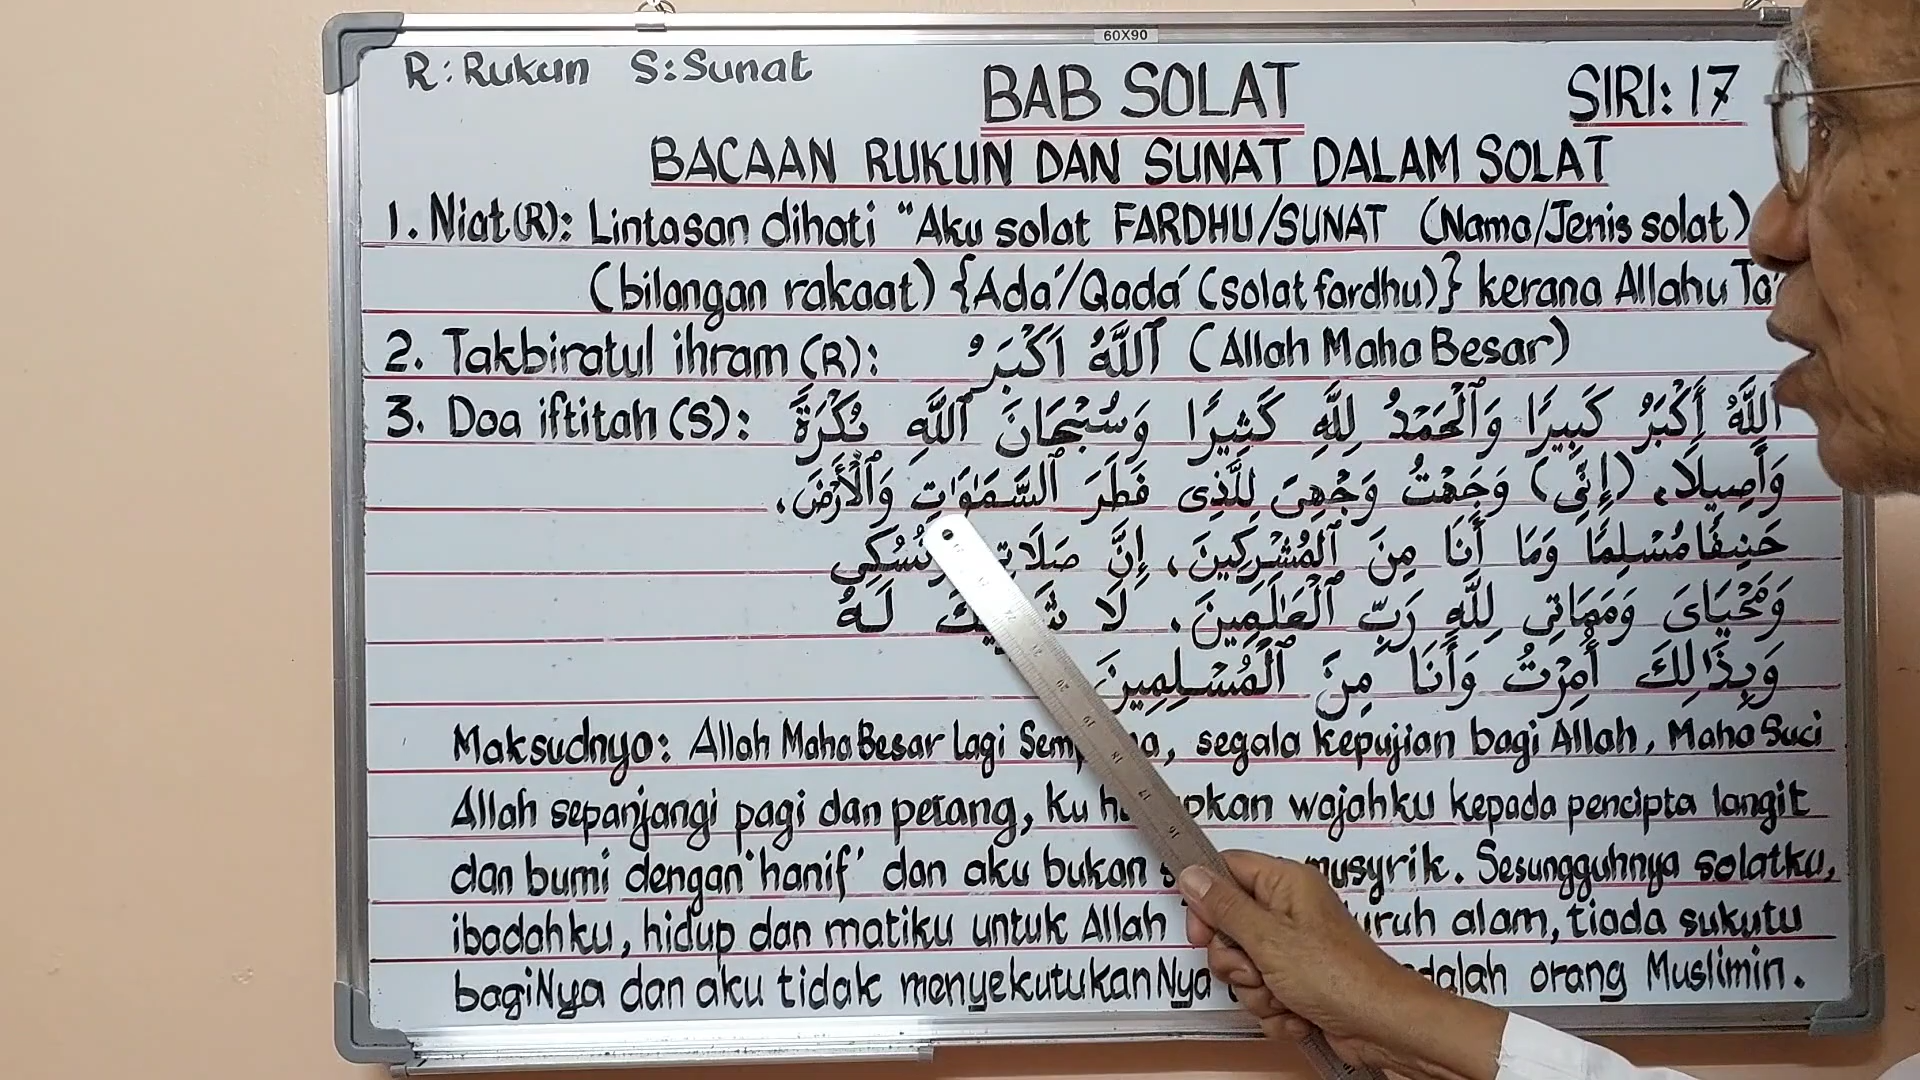 60X90
R: Rukun S: Sunat
BAB SOLAT
SIRI: 17
BACAAN RUKUN DAN SUNAT DALAM SOLAT
1. Niat (R): Lintasan dihati "Aku solat FARDHU/SUNAT (Nama/Jenis solat)
(bilangan rakaat) {Ada'/Qada' (solat fardhu)} kerana Allahu Ta'
2. Takbiratul ihram (R): ٱللَّهُ اَكْبَرُ (Allah Maha Besar)
3. Doa iftitah (S): ٱللَّهُ أَكْبَرُ كَبِيرًا وَٱلْحَمْدُ لِلَّهِ كَثِيرًا وَسُبْحَانَ ٱللَّهِ بُكْرَةً
وَأَصِيلًا، (إِنِّى) وَجَّهْتُ وَجْهِىَ لِلَّذِى فَطَرَ ٱلسَّمَـٰوَٰتِ وَٱلْأَرْضَ،
حَنِيفًا مُسْلِمًا وَمَا أَنَا مِنَ ٱلْمُشْرِكِينَ، إِنَّ صَلَاتِي
وَمَحْيَاىَ وَمَمَاتِى لِلَّهِ رَبِّ ٱلْعَـٰلَمِينَ، لَا لَهُ
وَبِذَٰلِكَ أُمِرْتُ وَأَنَا مِنَ ٱلْمُسْلِمِينَ
Maksudnya: Allah Maha Besar lagi segala kepujian bagi Allah, Maha Suci
Allah sepanjangi pagi dan petang, Ku wajahku kepada pencipta langit
dan bumi dengan 'hanif' dan aku bukan musyrik. Sesungguhnya solatku,
ibadahku, hidup dan matiku untuk Allah alam, tiada sukutu
bagiNya dan aku tidak menyekutukanNya orang Muslimin.